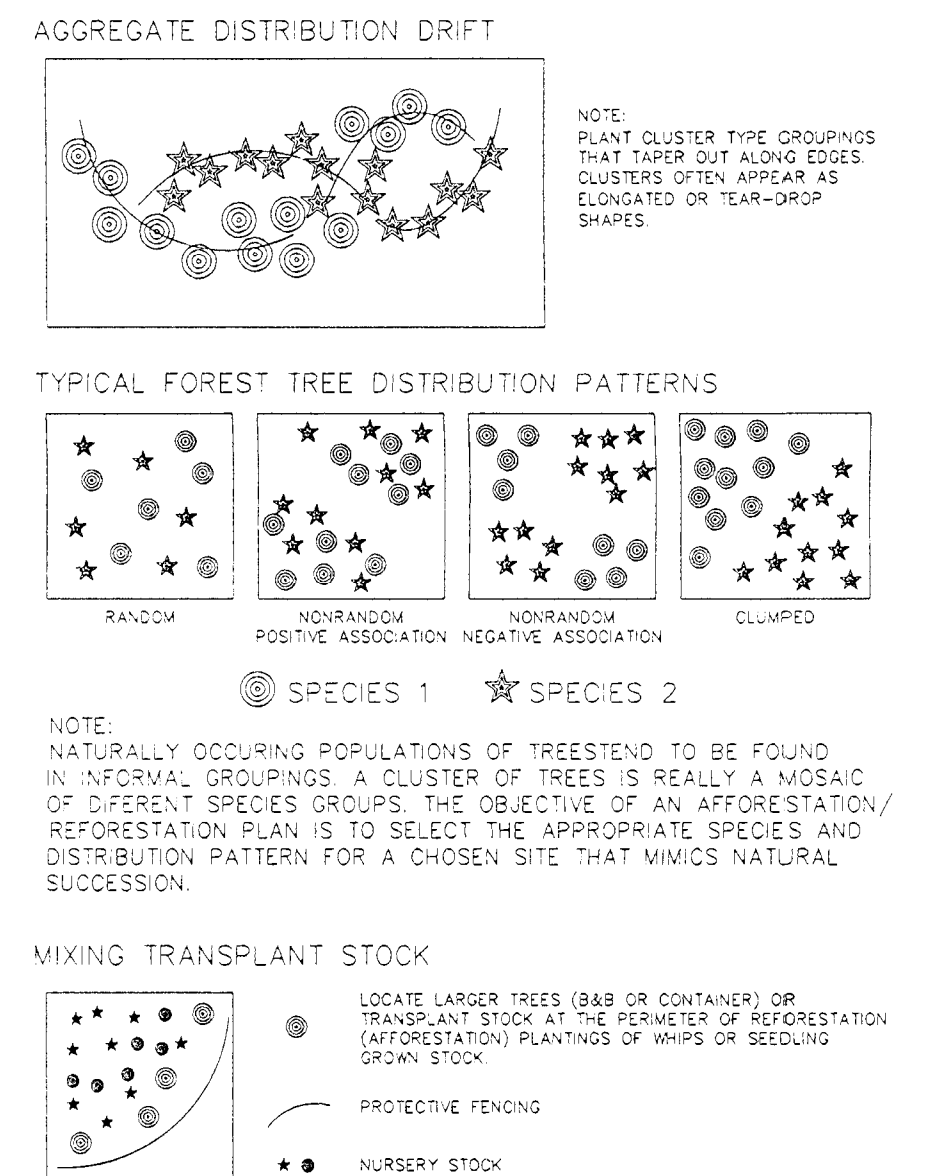 AGGREGATE DISTRIBUTION DRIFT
NOTE:
PLANT CLUSTER TYPE GROUPINGS
THAT TAPER OUT ALONG EDGES.
CLUSTERS OFTEN APPEAR AS
ELONGATED OR TEAR-DROP
SHAPES.
TYPICAL FOREST TREE DISTRIBUTION PATTERNS
RANDOM
NONRANDOM
POSITIVE ASSOCIATION
NONRANDOM
NEGATIVE ASSOCIATION
CLUMPED
SPECIES 1
SPECIES 2
NOTE:
NATURALLY OCCURING POPULATIONS OF TREESTEND TO BE FOUND
IN INFORMAL GROUPINGS. A CLUSTER OF TREES IS REALLY A MOSAIC
OF DIFERENT SPECIES GROUPS. THE OBJECTIVE OF AN AFFORESTATION/
REFORESTATION PLAN IS TO SELECT THE APPROPRIATE SPECIES AND
DISTRIBUTION PATTERN FOR A CHOSEN SITE THAT MIMICS NATURAL
SUCCESSION.
MIXING TRANSPLANT STOCK
LOCATE LARGER TREES (B&B OR CONTAINER) OR
TRANSPLANT STOCK AT THE PERIMETER OF REFORESTATION
(AFFORESTATION) PLANTINGS OF WHIPS OR SEEDLING
GROWN STOCK.
PROTECTIVE FENCING
NURSERY STOCK